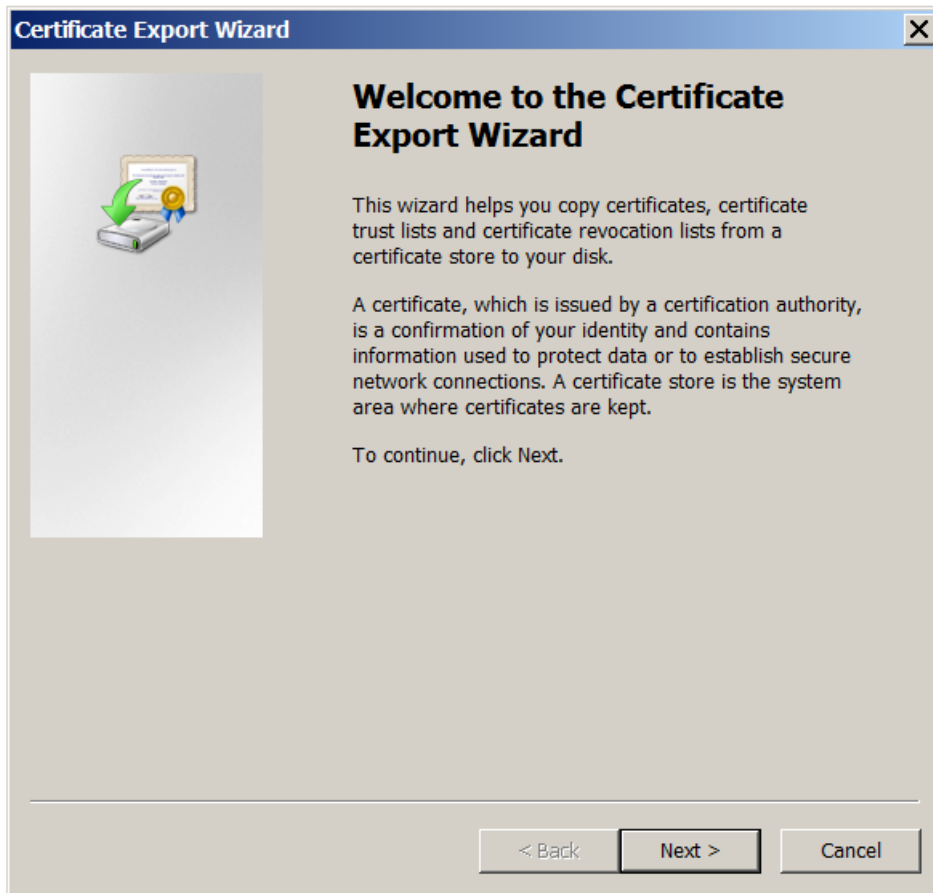 Certificate Export Wizard
Welcome to the Certificate
Export Wizard
This wizard helps you copy certificates, certificate
trust lists and certificate revocation lists from a
certificate store to your disk.
A certificate, which is issued by a certification authority,
is a confirmation of your identity and contains
information used to protect data or to establish secure
network connections. A certificate store is the system
area where certificates are kept.
To continue, click Next.
< Back
Next >
Cancel